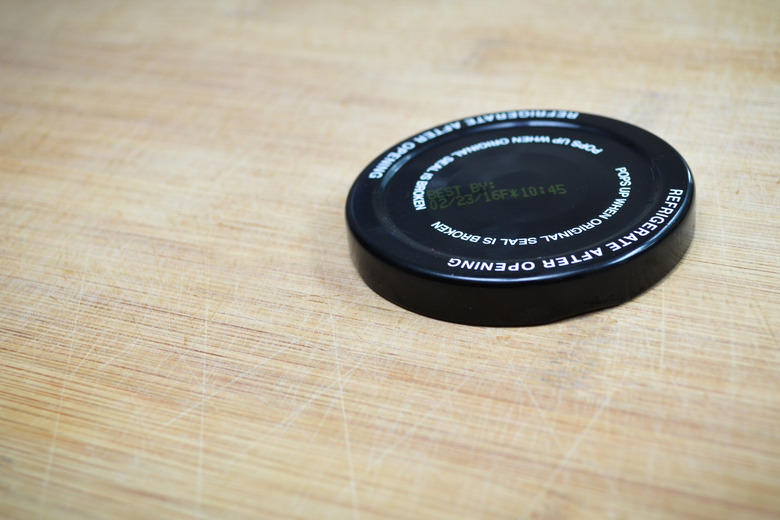 REFRIGERATE AFTER OPENING
POPS UP WHEN ORIGINAL SEAL IS BROKEN
BEST BY:
02/23/16F*10:45
POPS UP WHEN ORIGINAL SEAL IS BROKEN
REFRIGERATE AFTER OPENING